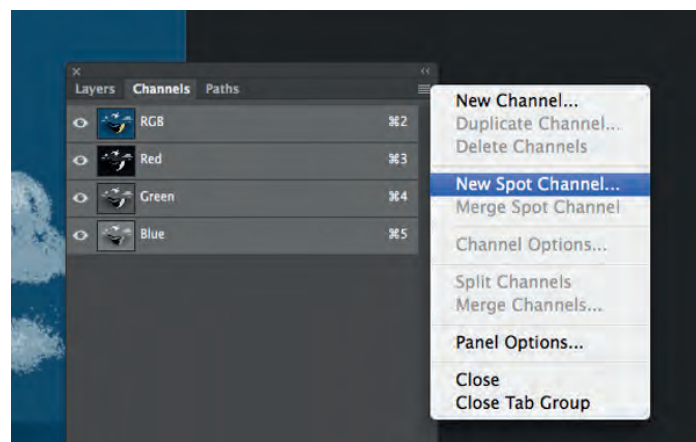 Layers Channels Paths
RGB ⌘2
Red ⌘3
Green ⌘4
Blue ⌘5
New Channel...
Duplicate Channel...
Delete Channels
New Spot Channel...
Merge Spot Channel
Channel Options...
Split Channels
Merge Channels...
Panel Options...
Close
Close Tab Group